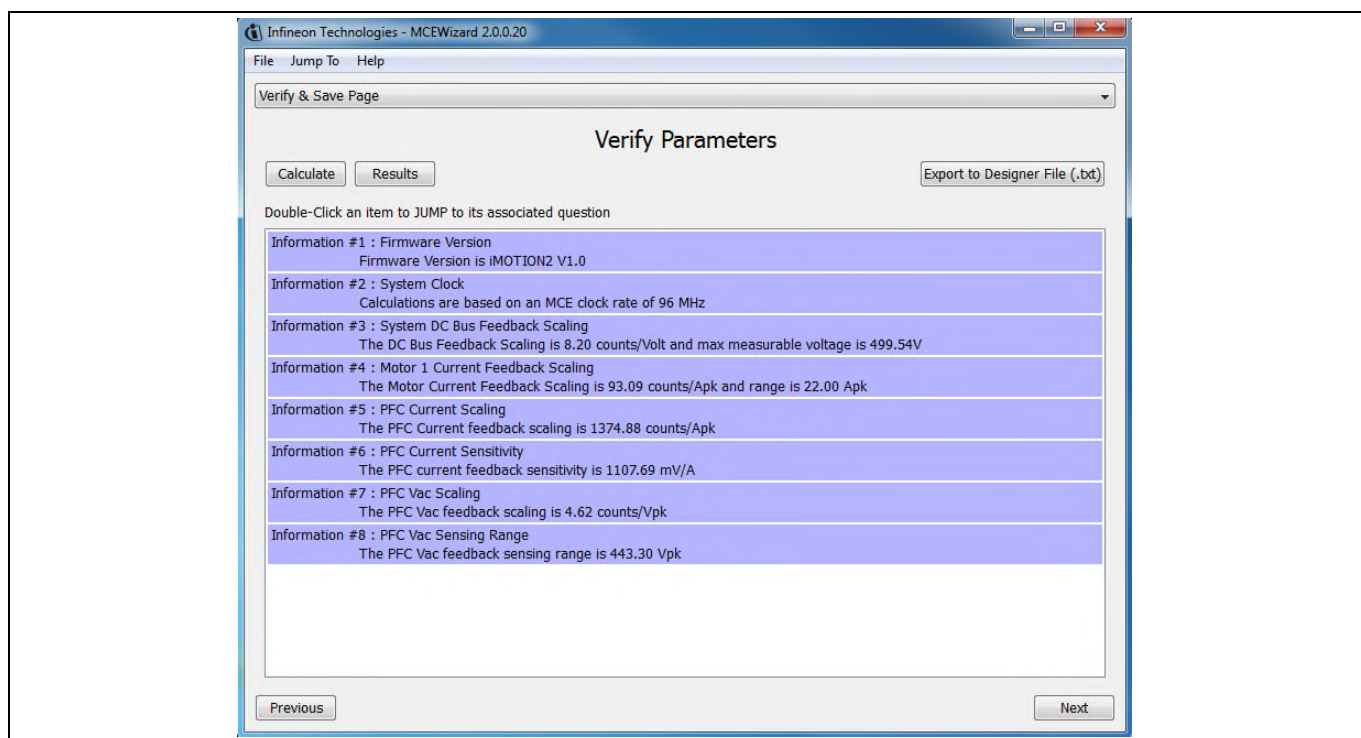 Infineon Technologies - MCEWizard 2.0.0.20
File Jump To Help
Verify & Save Page
Verify Parameters
Calculate Results Export to Designer File (.txt)
Double-Click an item to JUMP to its associated question
Information #1 : Firmware Version
Firmware Version is iMOTION2 V1.0
Information #2 : System Clock
Calculations are based on an MCE clock rate of 96 MHz
Information #3 : System DC Bus Feedback Scaling
The DC Bus Feedback Scaling is 8.20 counts/Volt and max measurable voltage is 499.54V
Information #4 : Motor 1 Current Feedback Scaling
The Motor Current Feedback Scaling is 93.09 counts/Apk and range is 22.00 Apk
Information #5 : PFC Current Scaling
The PFC Current feedback scaling is 1374.88 counts/Apk
Information #6 : PFC Current Sensitivity
The PFC current feedback sensitivity is 1107.69 mV/A
Information #7 : PFC Vac Scaling
The PFC Vac feedback scaling is 4.62 counts/Vpk
Information #8 : PFC Vac Sensing Range
The PFC Vac feedback sensing range is 443.30 Vpk
Previous Next